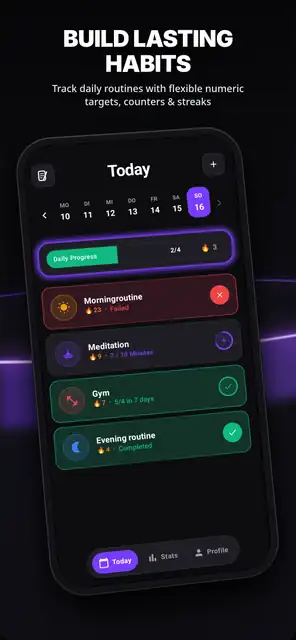 BUILD LASTING
HABITS
Track daily routines with flexible numeric
targets, counters & streaks
Today
+
MO DI MI DO FR SA SO
10 11 12 13 14 15 16
Daily Progress 2/4 🔥 3
Morningroutine
🔥23 • Failed
Meditation
🔥9 • 2 / 10 Minutes
Gym
🔥7 • 5/4 in 7 days
Evening routine
🔥4 • Completed
Today Stats Profile